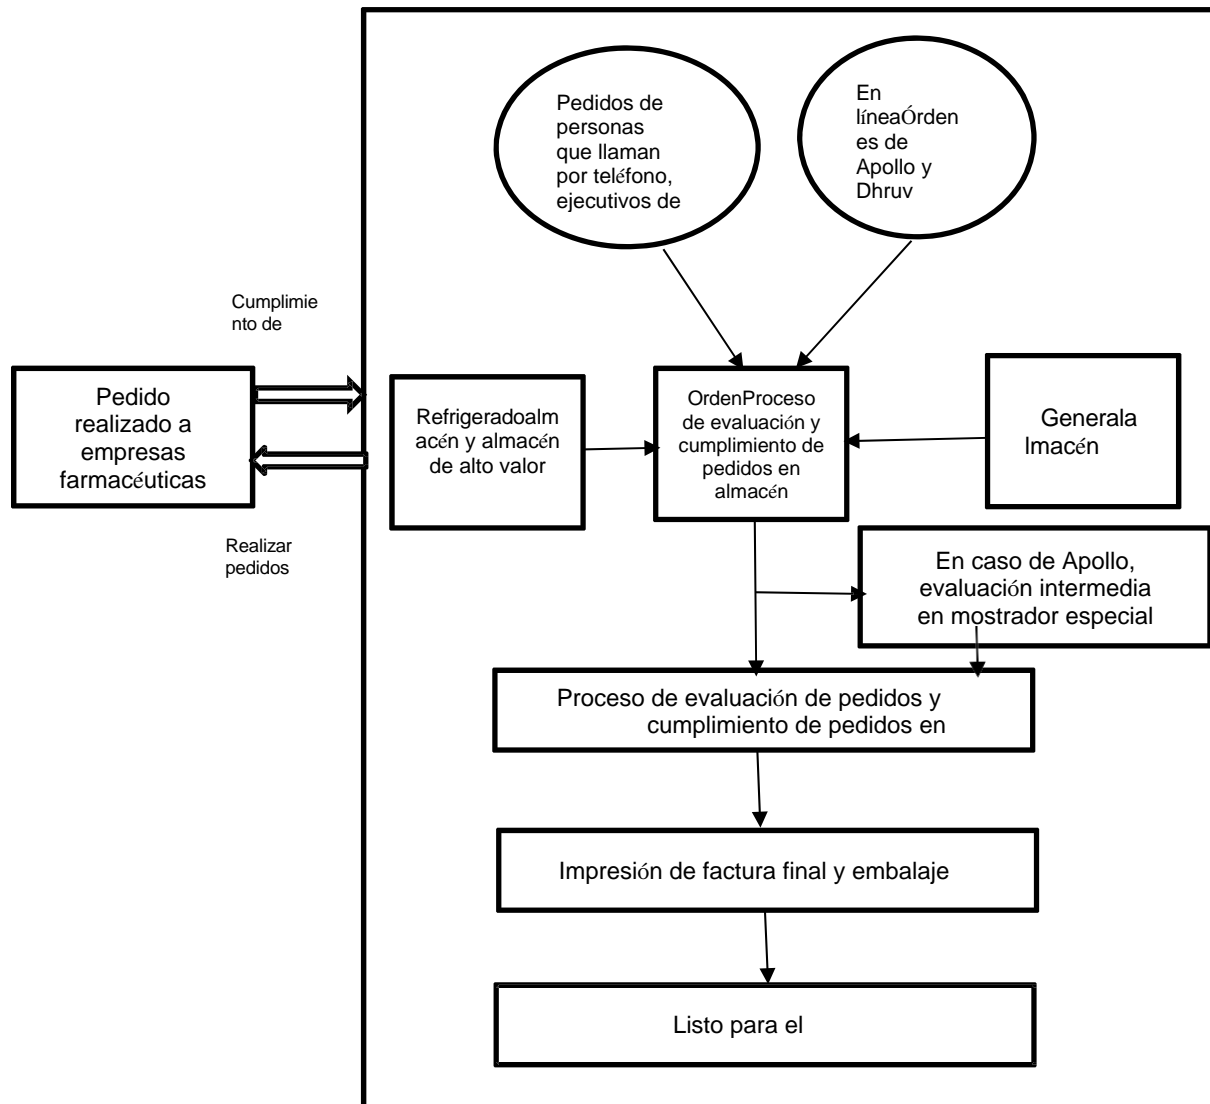 Pedidos de
personas
que llaman
por teléfono,
ejecutivos de
En
líneaÓrden
es de
Apollo y
Dhruv
Cumplimie
nto de
Pedido
realizado a
empresas
farmacéuticas
Realizar
pedidos
Refrigeradoalm
acén y almacén
de alto valor
OrdenProceso
de evaluación y
cumplimiento de
pedidos en
almacén
Generala
lmacén
En caso de Apollo,
evaluación intermedia
en mostrador especial
Proceso de evaluación de pedidos y
cumplimiento de pedidos en
Impresión de factura final y embalaje
Listo para el